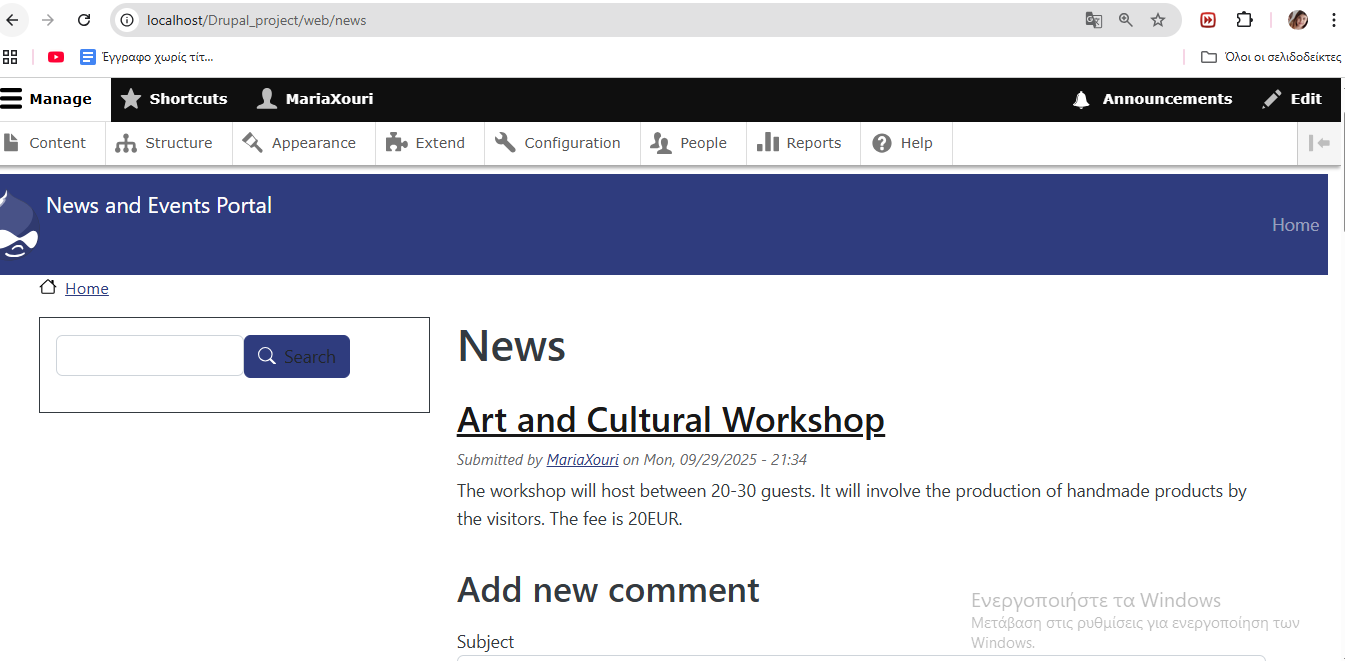 localhost/Drupal_project/web/news
Έγγραφο χωρίς τίτ...
Όλοι οι σελιδοδείκτες
Manage Shortcuts MariaXouri Announcements Edit
Content Structure Appearance Extend Configuration People Reports Help
News and Events Portal
Home
Home
Search
News
Art and Cultural Workshop
Submitted by MariaXouri on Mon, 09/29/2025 - 21:34
The workshop will host between 20-30 guests. It will involve the production of handmade products by
the visitors. The fee is 20EUR.
Add new comment
Subject
Ενεργοποιήστε τα Windows
Μετάβαση στις ρυθμίσεις για ενεργοποίηση των
Windows.